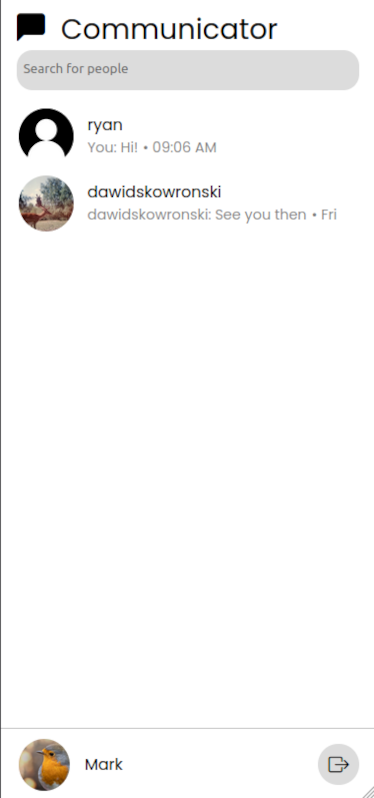 Communicator
Search for people
ryan
You: Hi! • 09:06 AM
dawidskowronski
dawidskowronski: See you then • Fri
Mark